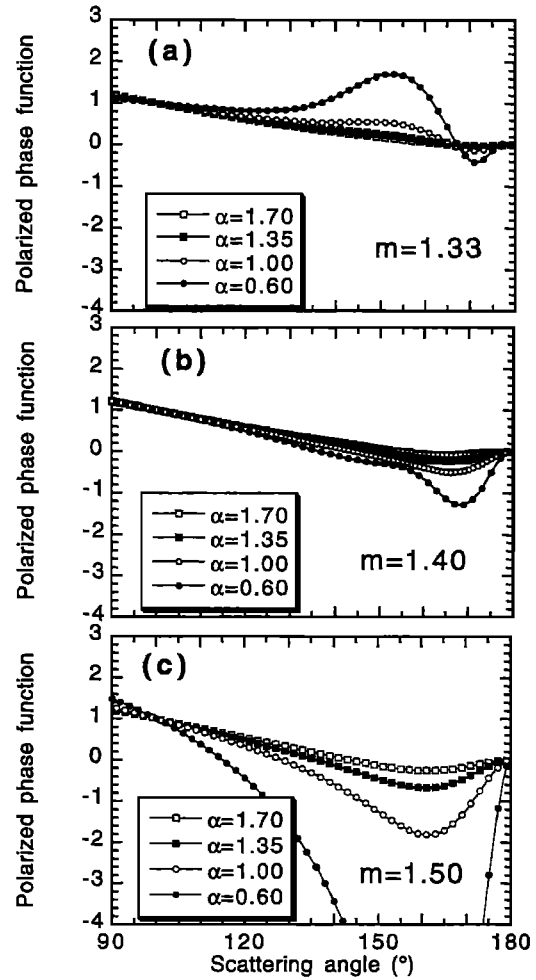 3
(a)
2
1
0
-1
-2
-3
-4
Polarized phase function
α=1.70
α=1.35
α=1.00
α=0.60
m=1.33
3
(b)
2
1
0
-1
-2
-3
-4
Polarized phase function
α=1.70
α=1.35
α=1.00
α=0.60
m=1.40
3
(c)
2
1
0
-1
-2
-3
-4
Polarized phase function
α=1.70
α=1.35
α=1.00
α=0.60
m=1.50
90 120 150 180
Scattering angle (°)